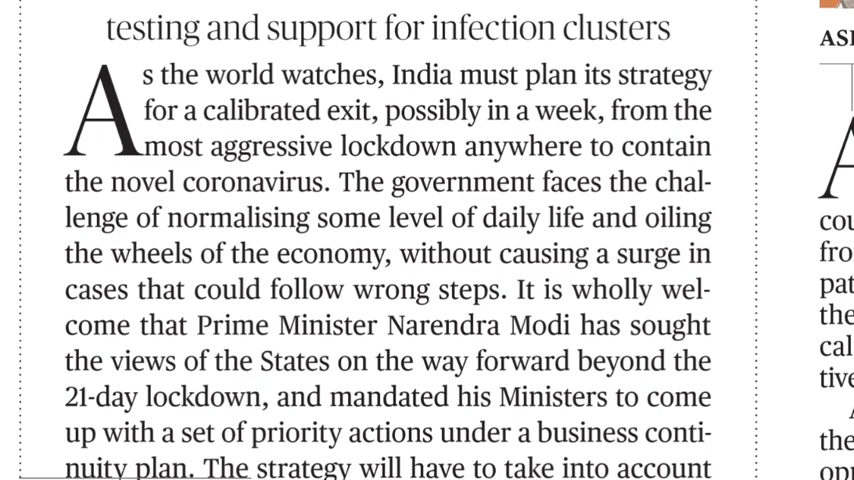 testing and support for infection clusters
As the world watches, India must plan its strategy
for a calibrated exit, possibly in a week, from the
most aggressive lockdown anywhere to contain
the novel coronavirus. The government faces the chal-
lenge of normalising some level of daily life and oiling
the wheels of the economy, without causing a surge in
cases that could follow wrong steps. It is wholly wel-
come that Prime Minister Narendra Modi has sought
the views of the States on the way forward beyond the
21-day lockdown, and mandated his Ministers to come
up with a set of priority actions under a business conti-
nuity plan. The strategy will have to take into account
A
the